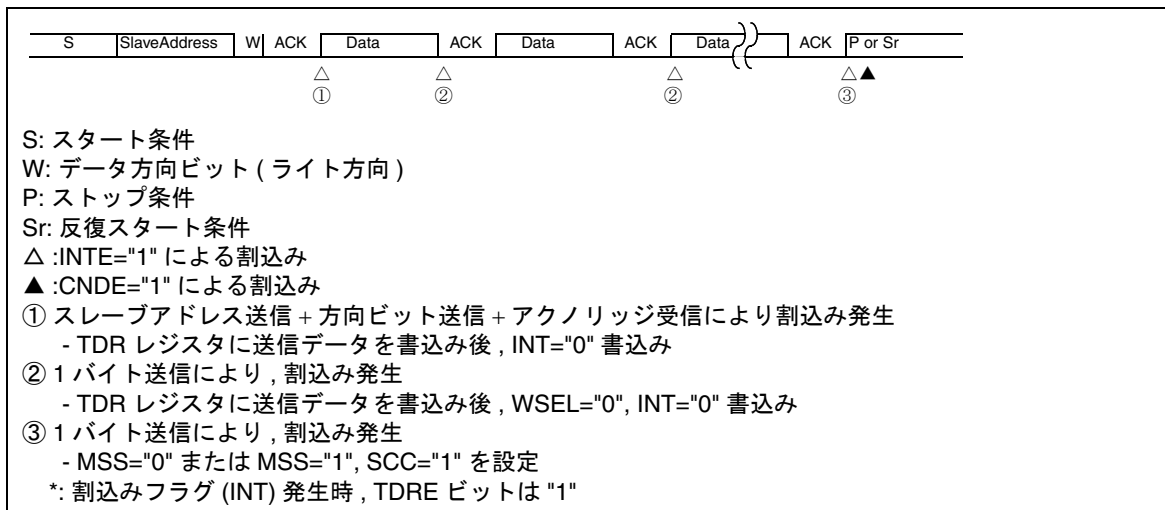 S SlaveAddress W ACK Data ACK Data ACK Data ACK P or Sr
△ △ △ △▲
① ② ② ③
S: スタート条件
W: データ方向ビット ( ライト方向 )
P: ストップ条件
Sr: 反復スタート条件
△ :INTE="1" による割込み
▲ :CNDE="1" による割込み
① スレーブアドレス送信 + 方向ビット送信 + アクノリッジ受信により割込み発生
- TDR レジスタに送信データを書込み後 , INT="0" 書込み
② 1 バイト送信により , 割込み発生
- TDR レジスタに送信データを書込み後 , WSEL="0", INT="0" 書込み
③ 1 バイト送信により , 割込み発生
- MSS="0" または MSS="1", SCC="1" を設定
*: 割込みフラグ (INT) 発生時 , TDRE ビットは "1"